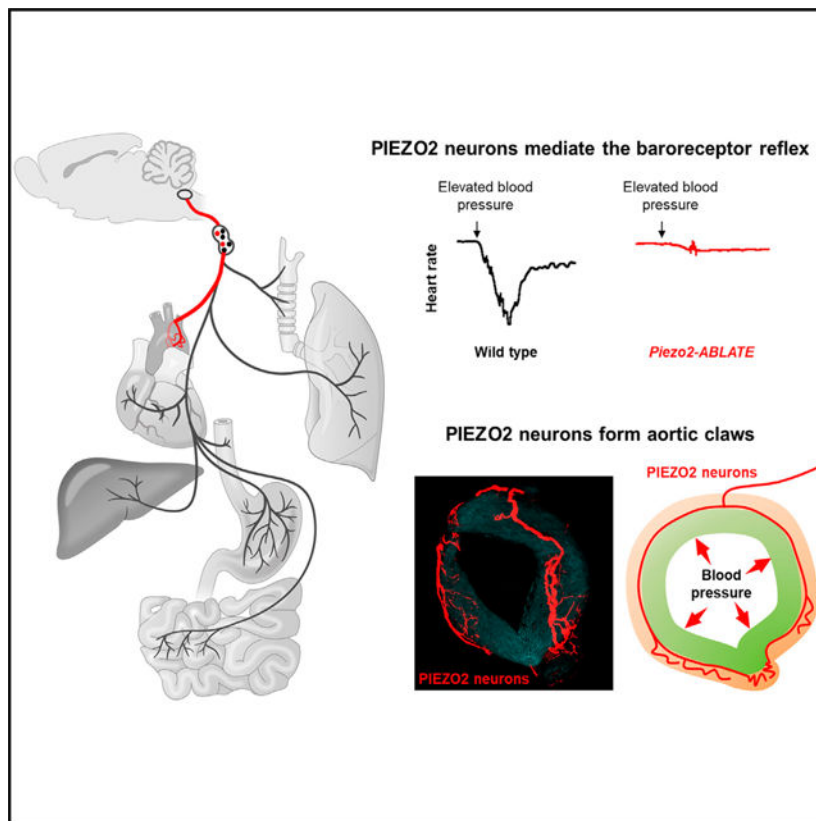 PIEZO2 neurons mediate the baroreceptor reflex
Elevated blood
pressure
Elevated blood
pressure
Heart rate
Wild type
Piezo2-ABLATE
PIEZO2 neurons form aortic claws
PIEZO2 neurons
PIEZO2 neurons
Blood
pressure